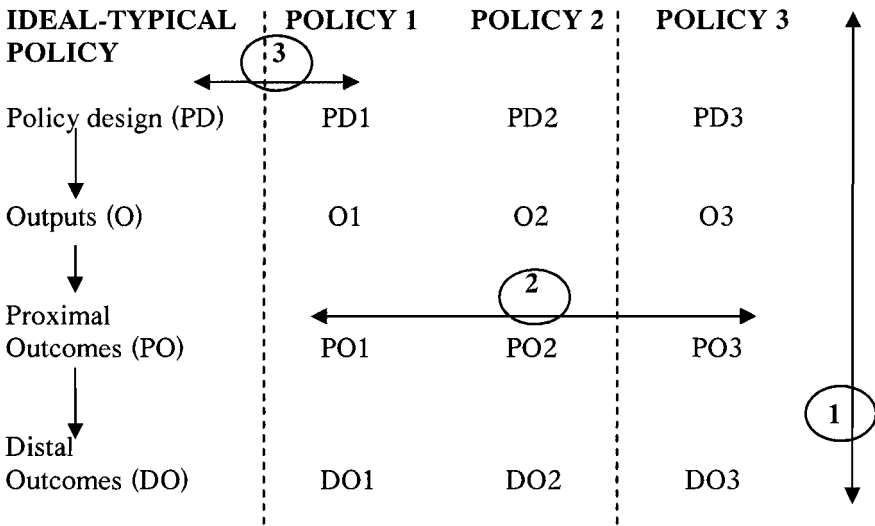 IDEAL-TYPICAL POLICY 1 POLICY 2 POLICY 3
POLICY
3
Policy design (PD) PD1 PD2 PD3
Outputs (O) O1 O2 O3
2
Proximal
Outcomes (PO) PO1 PO2 PO3
1
Distal
Outcomes (DO) DO1 DO2 DO3